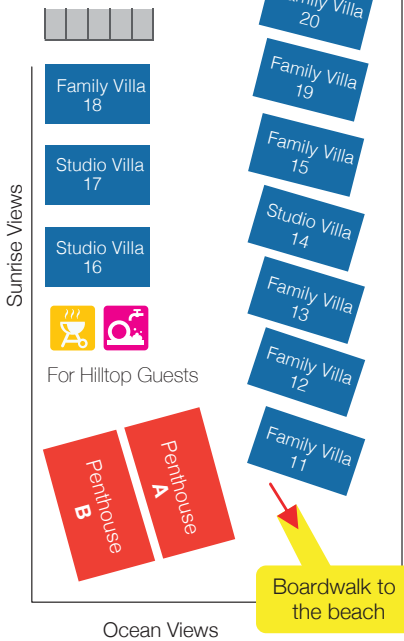 Family Villa
20
Family Villa
19
Family Villa
18
Family Villa
15
Studio Villa
17
Studio Villa
14
Studio Villa
16
Family Villa
13
Family Villa
12
Family Villa
11
Sunrise Views
For Hilltop Guests
Penthouse
A
Penthouse
B
Boardwalk to
the beach
Ocean Views